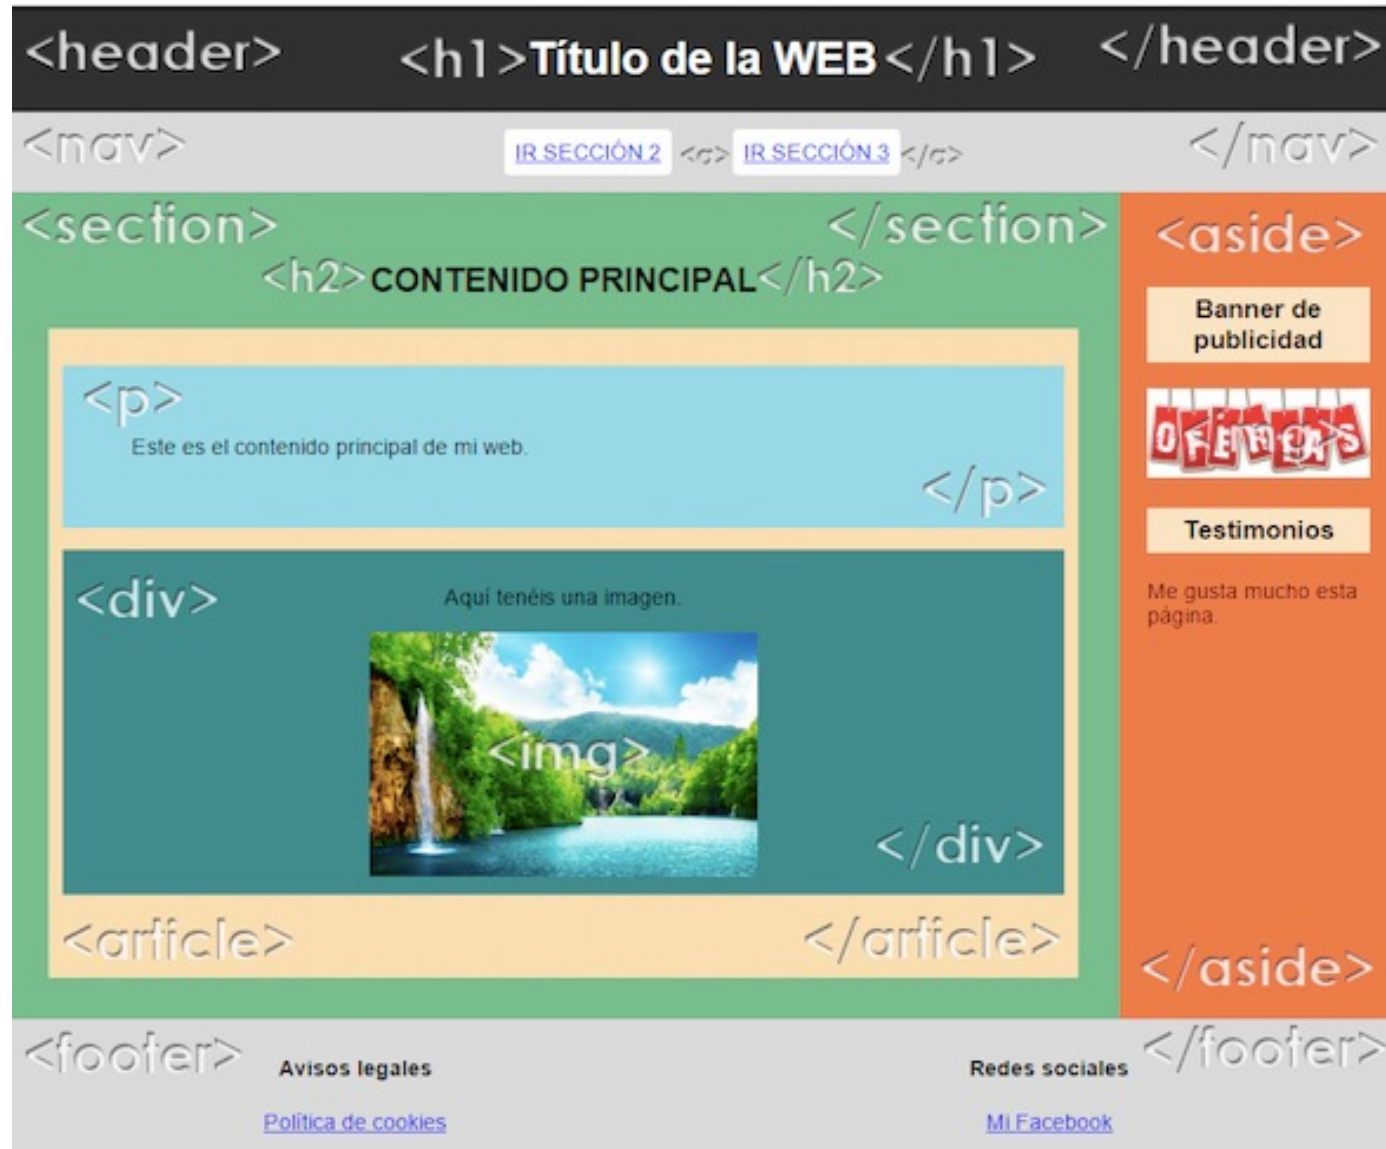 <header> <h1>Título de la WEB</h1> </header>
<nav> IR SECCIÓN 2 <a> IR SECCIÓN 3 </a> </nav>
<section> </section>
<h2>CONTENIDO PRINCIPAL</h2>
<p>
Este es el contenido principal de mi web.
</p>
<div>
Aquí tenéis una imagen.
<img>
</div>
<article> </article>
<aside>
Banner de
publicidad
OFERTAS
<img>
Testimonios
Me gusta mucho esta
página.
</aside>
<footer> </footer>
Avisos legales
Política de cookies
Redes sociales
Mi Facebook